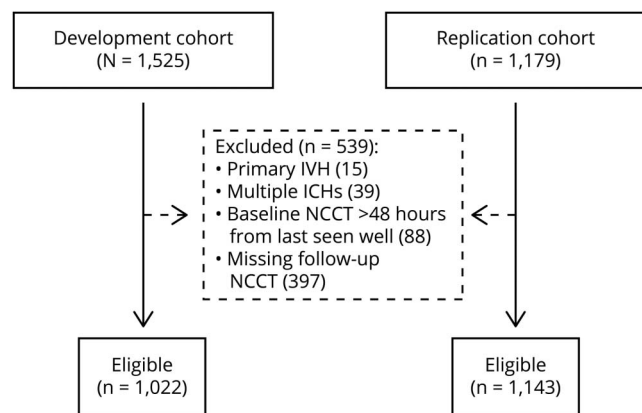 Development cohort
(N = 1,525)
Replication cohort
(n = 1,179)
Excluded (n = 539):
• Primary IVH (15)
• Multiple ICHs (39)
• Baseline NCCT >48 hours
from last seen well (88)
• Missing follow-up
NCCT (397)
Eligible
(n = 1,022)
Eligible
(n = 1,143)